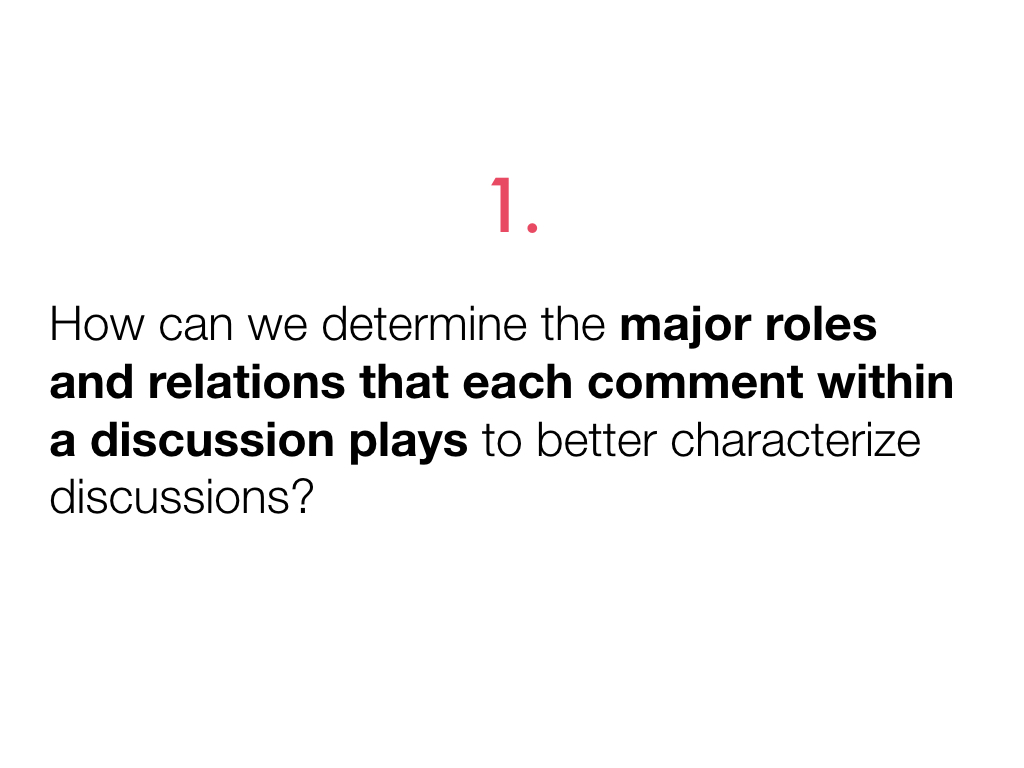 1.
How can we determine the major roles
and relations that each comment within
a discussion plays to better characterize
discussions?